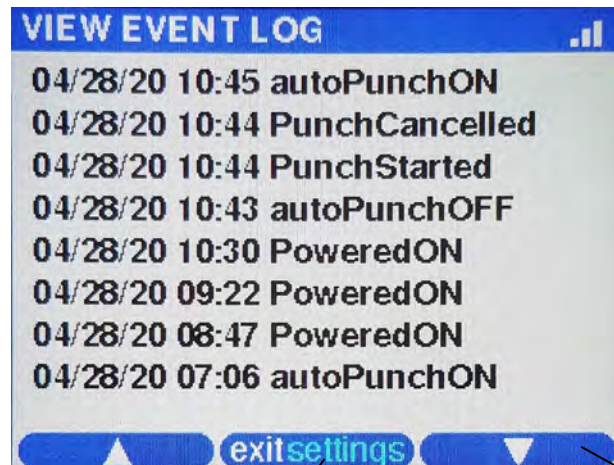 VIEW EVENT LOG
04/28/20 10:45 autoPunchON
04/28/20 10:44 PunchCancelled
04/28/20 10:44 PunchStarted
04/28/20 10:43 autoPunchOFF
04/28/20 10:30 PoweredON
04/28/20 09:22 PoweredON
04/28/20 08:47 PoweredON
04/28/20 07:06 autoPunchON
exit settings